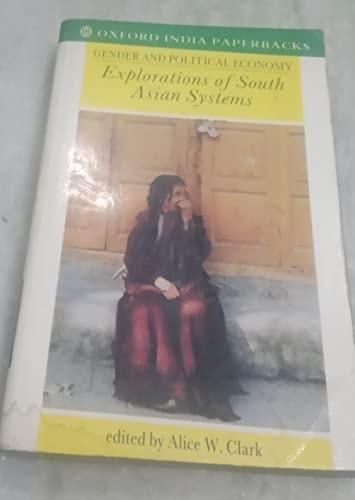 OXFORD INDIA PAPERBACKS
GENDER AND POLITICAL ECONOMY
Explorations of South
Asian Systems
edited by Alice W. Clark